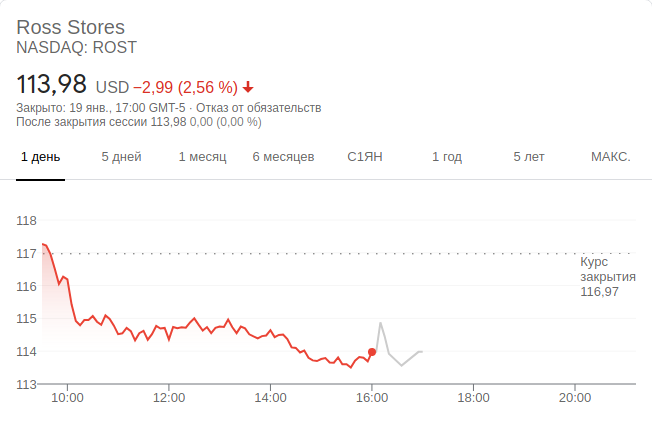 Ross Stores
NASDAQ: ROST
113,98 USD −2,99 (2,56 %)
Закрыто: 19 янв., 17:00 GMT-5 · Отказ от обязательств
После закрытия сессии 113,98 0,00 (0,00 %)
1 день 5 дней 1 месяц 6 месяцев С1ЯН 1 год 5 лет МАКС.
118
117
Курс
закрытия
116,97
116
115
114
113
10:00 12:00 14:00 16:00 18:00 20:00